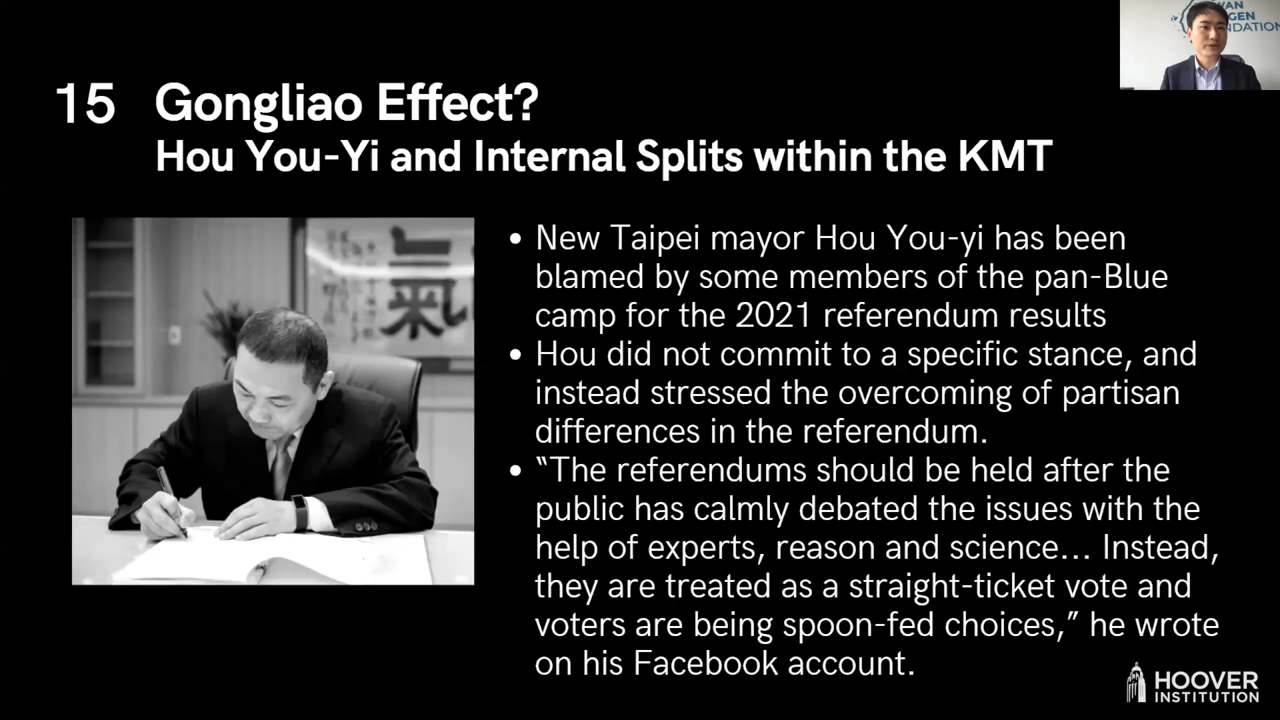 15 Gongliao Effect?
Hou You-Yi and Internal Splits within the KMT
• New Taipei mayor Hou You-yi has been
blamed by some members of the pan-Blue
camp for the 2021 referendum results
• Hou did not commit to a specific stance, and
instead stressed the overcoming of partisan
differences in the referendum.
• “The referendums should be held after the
public has calmly debated the issues with the
help of experts, reason and science... Instead,
they are treated as a straight-ticket vote and
voters are being spoon-fed choices,” he wrote
on his Facebook account.
氣
HOOVER
INSTITUTION